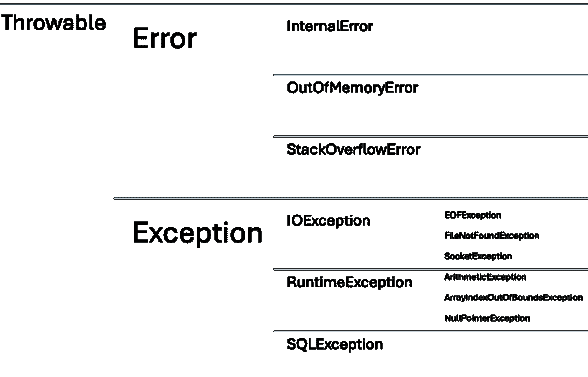 Throwable
Error
InternalError
OutOfMemoryError
StackOverflowError
Exception
IOException
EOFException
FileNotFoundException
SocketException
RuntimeException
ArithmeticException
ArrayIndexOutOfBoundsException
NullPointerException
SQLException